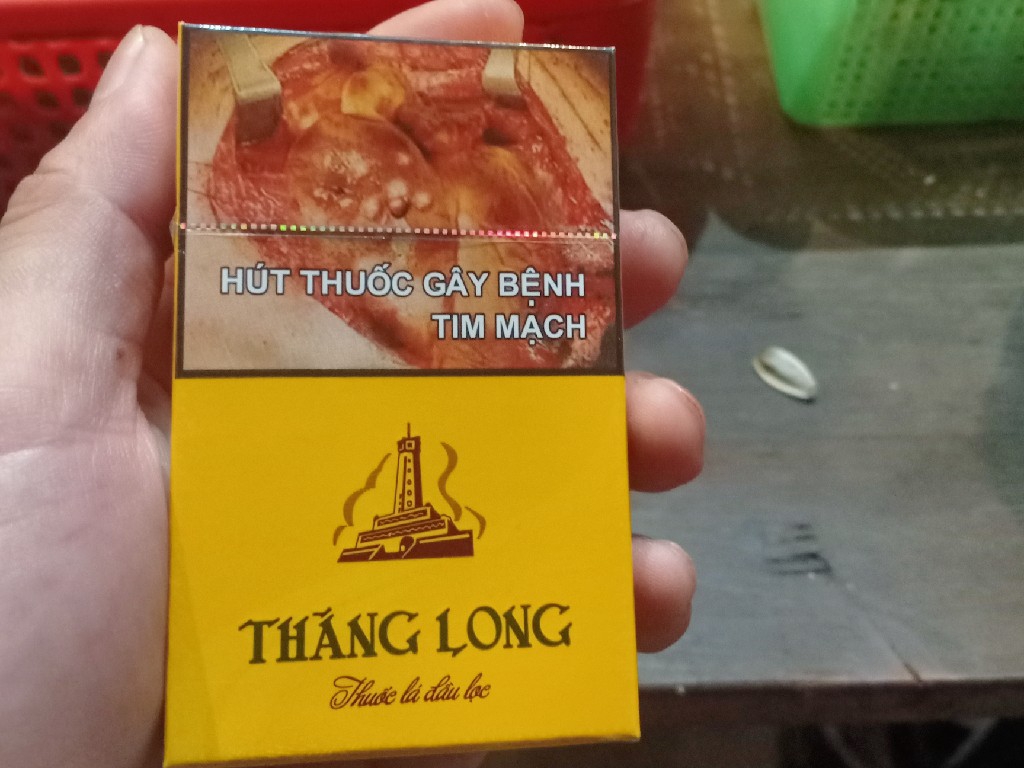 HÚT THUỐC GÂY BỆNH
TIM MẠCH
THĂNG LONG
Thuốc lá đầu lọc